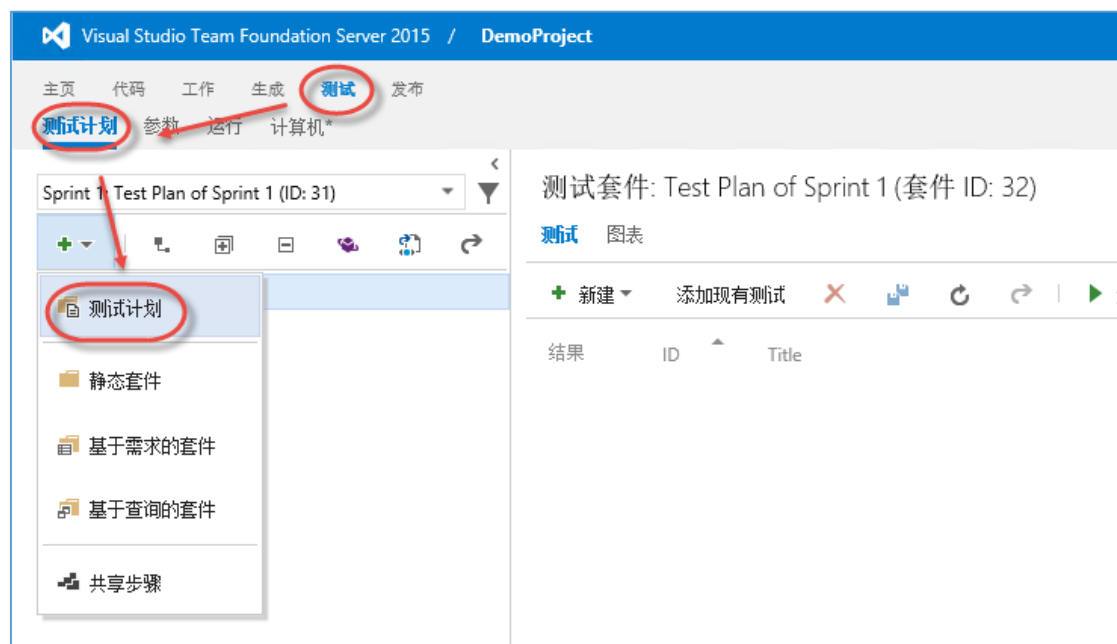 Visual Studio Team Foundation Server 2015 / DemoProject
主页 代码 工作 生成 测试 发布
测试计划 参数 运行 计算机*
Sprint 1: Test Plan of Sprint 1 (ID: 31)
测试计划
静态套件
基于需求的套件
基于查询的套件
共享步骤
测试套件: Test Plan of Sprint 1 (套件 ID: 32)
测试 图表
新建 添加现有测试
结果 ID Title